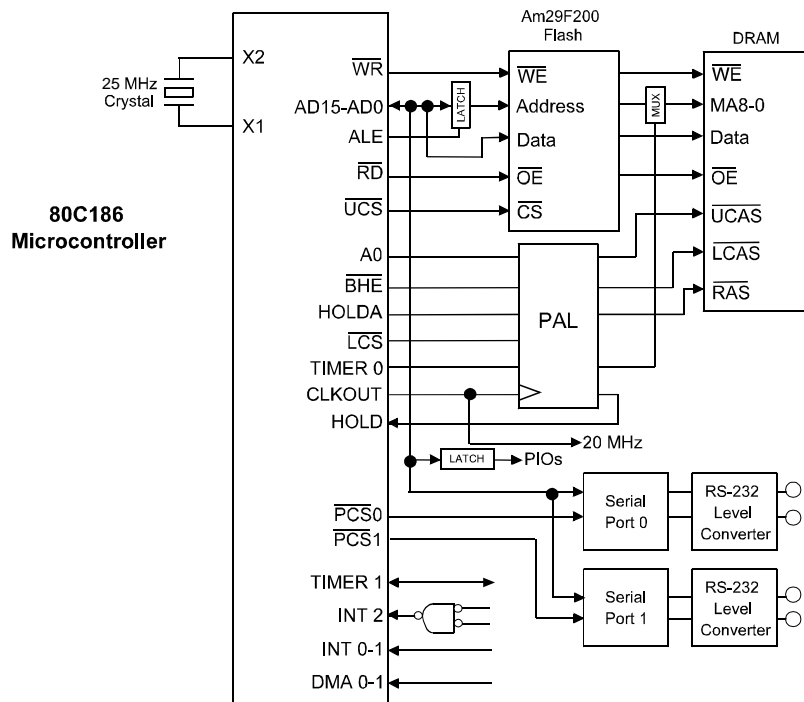 Am29F200
Flash
DRAM
X2
25 MHz
Crystal
X1
80C186
Microcontroller
WR
AD15-AD0
ALE
RD
UCS
A0
BHE
HOLDA
LCS
TIMER 0
CLKOUT
HOLD
PCS0
PCS1
TIMER 1
INT 2
INT 0-1
DMA 0-1
LATCH
WE
Address
Data
OE
CS
MUX
WE
MA8-0
Data
OE
UCAS
LCAS
RAS
PAL
20 MHz
LATCH
PIOs
Serial
Port 0
RS-232
Level
Converter
Serial
Port 1
RS-232
Level
Converter